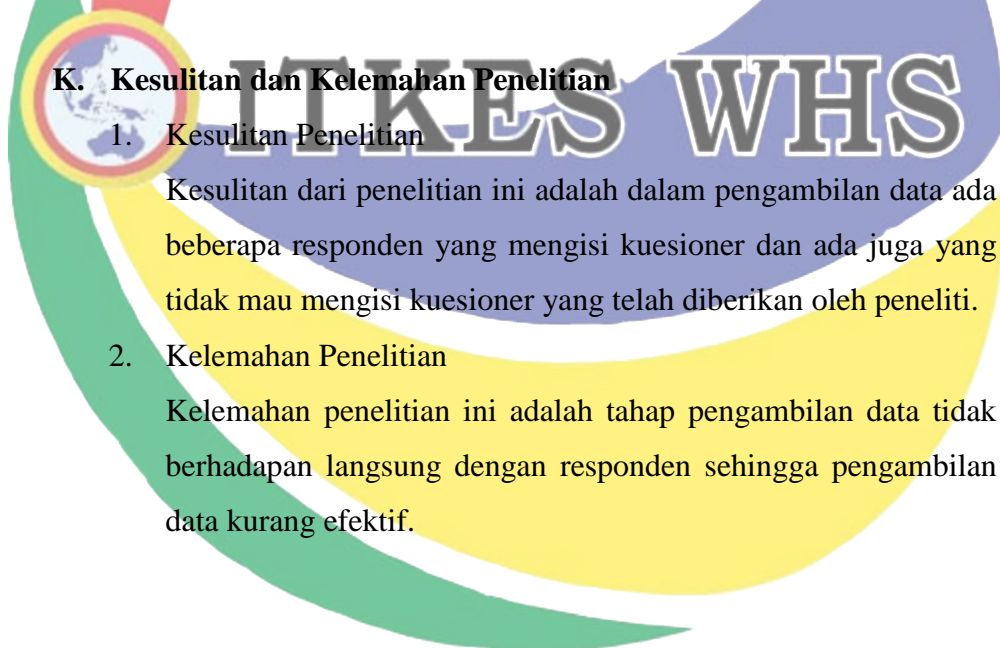 ITKES WHS
K. Kesulitan dan Kelemahan Penelitian
1. Kesulitan Penelitian
Kesulitan dari penelitian ini adalah dalam pengambilan data ada
beberapa responden yang mengisi kuesioner dan ada juga yang
tidak mau mengisi kuesioner yang telah diberikan oleh peneliti.
2. Kelemahan Penelitian
Kelemahan penelitian ini adalah tahap pengambilan data tidak
berhadapan langsung dengan responden sehingga pengambilan
data kurang efektif.